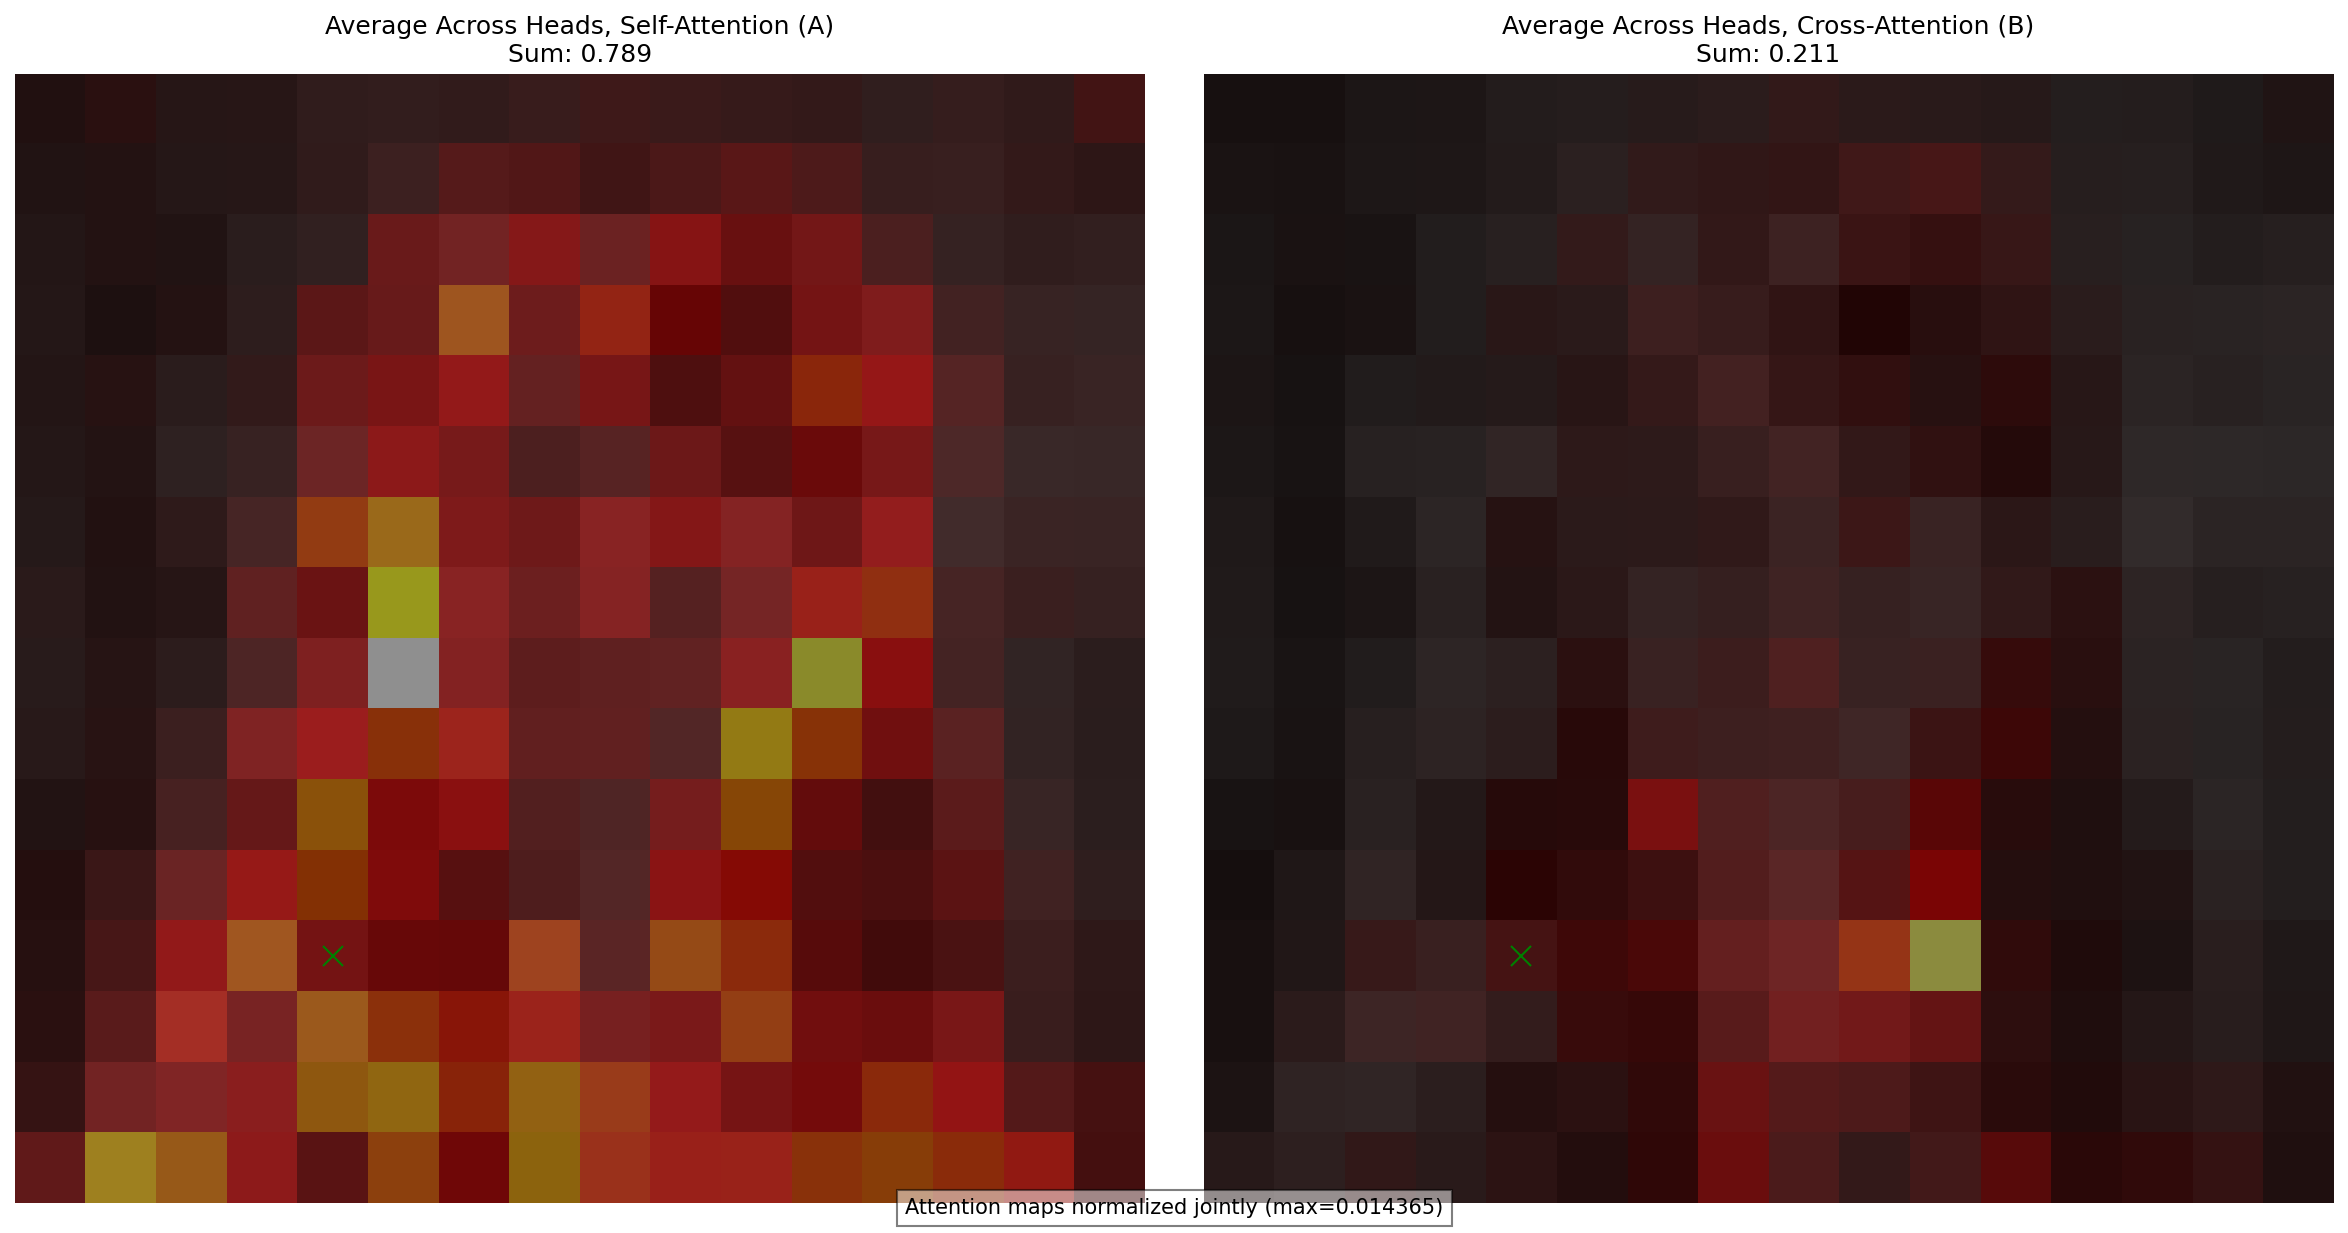 Average Across Heads, Self-Attention (A)
Sum: 0.789
Average Across Heads, Cross-Attention (B)
Sum: 0.211
Attention maps normalized jointly (max=0.014365)